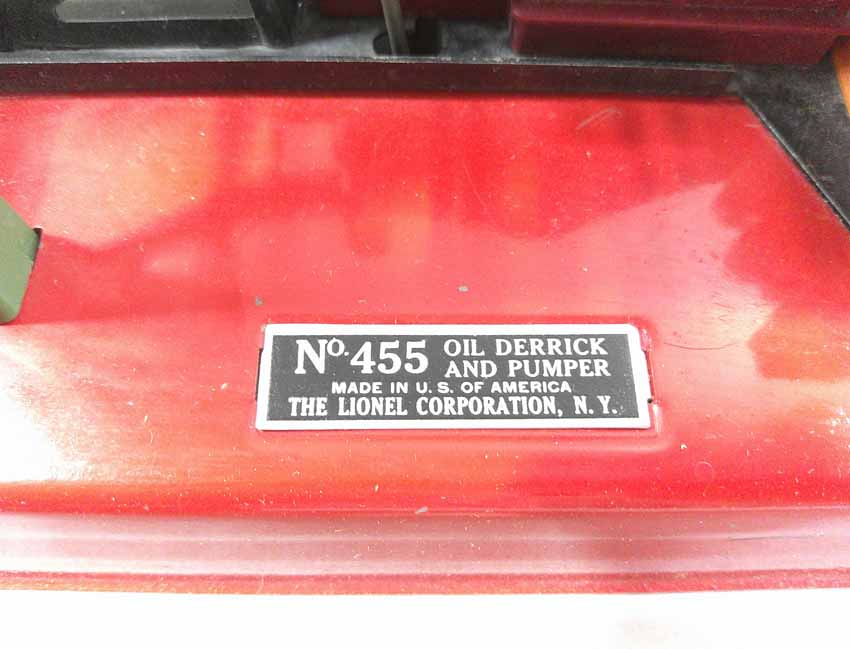 No. 455 OIL DERRICK
AND PUMPER
MADE IN U. S. OF AMERICA
THE LIONEL CORPORATION, N. Y.